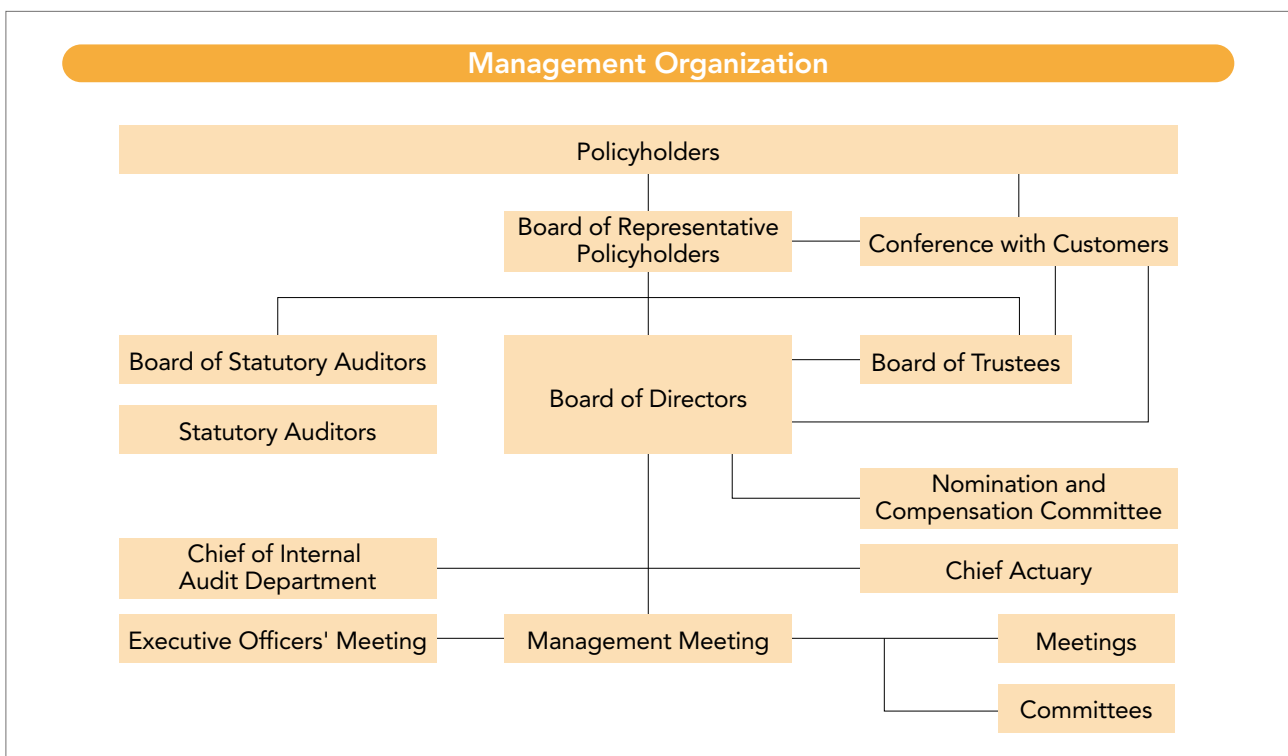 Management Organization
Policyholders
Board of Representative
Policyholders
Conference with Customers
Board of Statutory Auditors
Board of Directors
Board of Trustees
Statutory Auditors
Nomination and
Compensation Committee
Chief of Internal
Audit Department
Chief Actuary
Executive Officers' Meeting
Management Meeting
Meetings
Committees